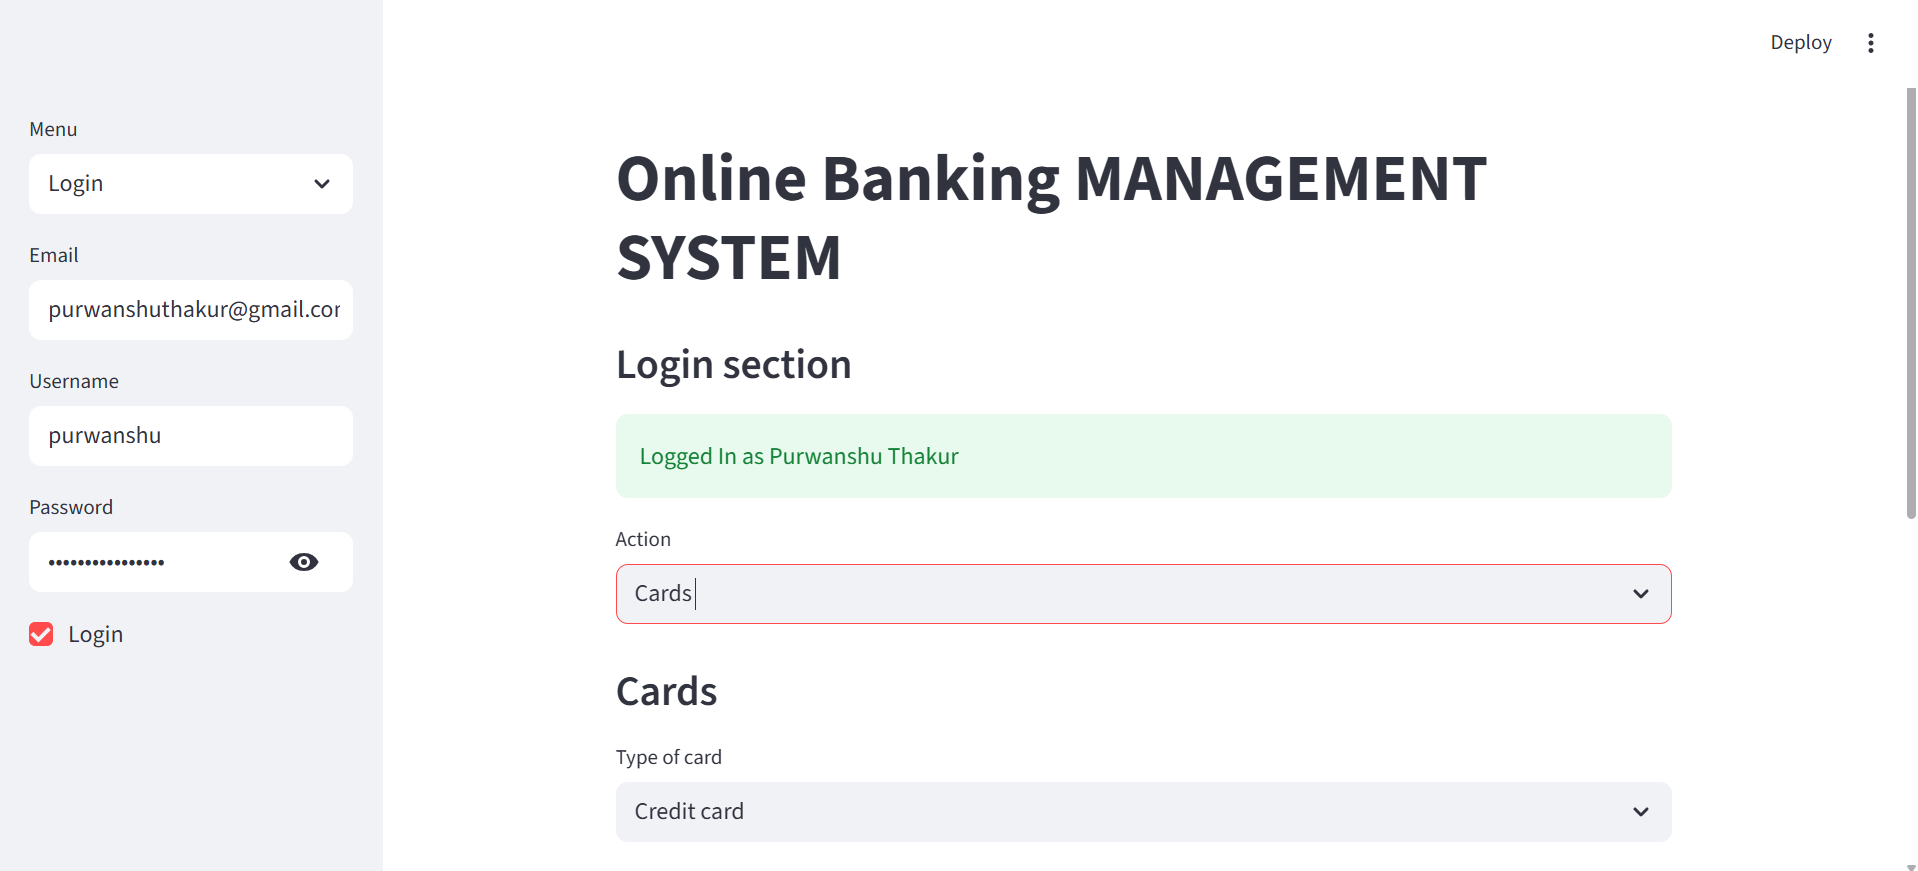 Deploy
Menu
Login
Email
purwanshuthakur@gmail.cor
Username
purwanshu
Password
••••••••••••••••
Login
Online Banking MANAGEMENT
SYSTEM
Login section
Logged In as Purwanshu Thakur
Action
Cards
Cards
Type of card
Credit card